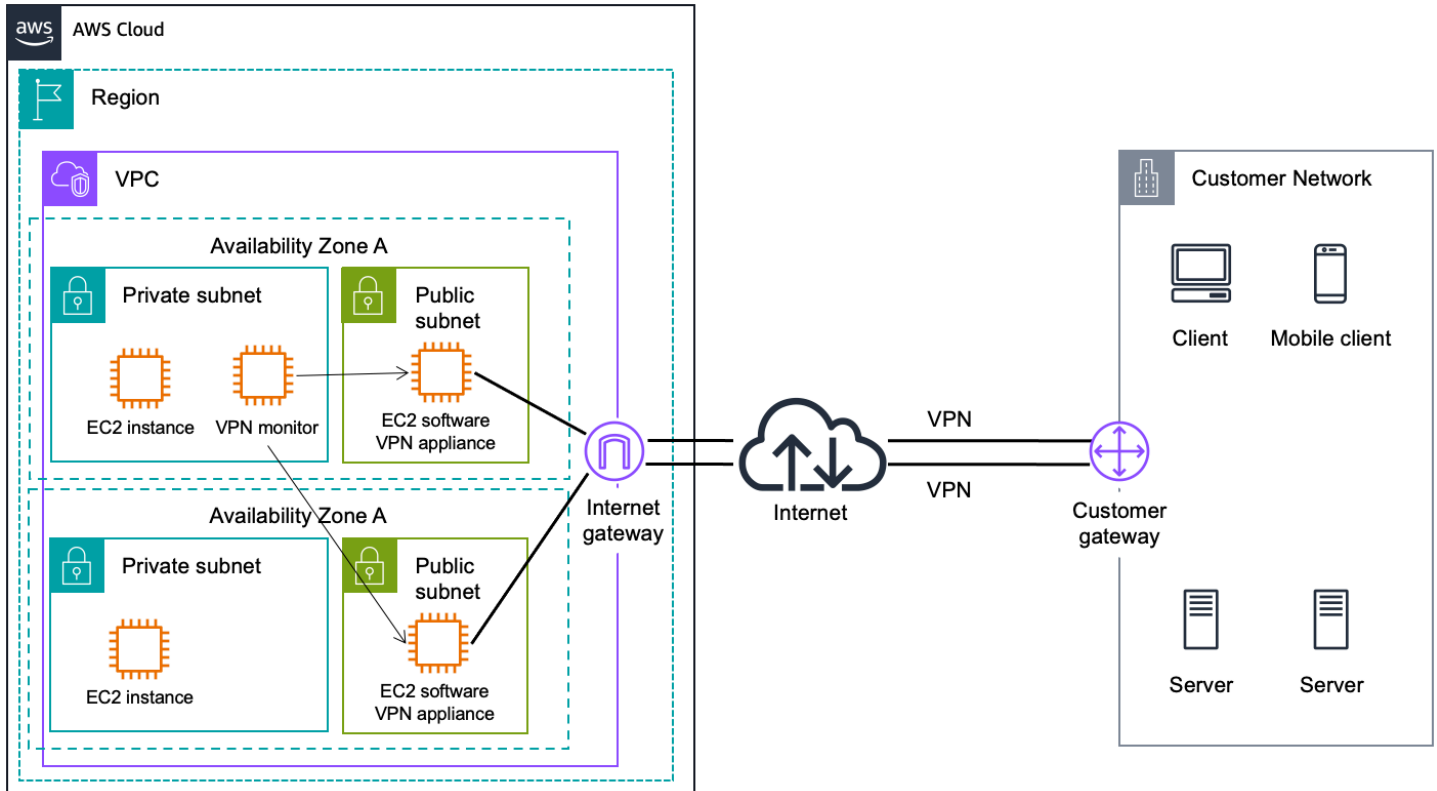 aws
AWS Cloud
Region
VPC
Availability Zone A
Private subnet
Public
subnet
EC2 instance
VPN monitor
EC2 software
VPN appliance
Availability Zone A
Private subnet
Public
subnet
EC2 instance
EC2 software
VPN appliance
Internet
gateway
Internet
VPN
VPN
Customer
gateway
Customer Network
Client
Mobile client
Server
Server